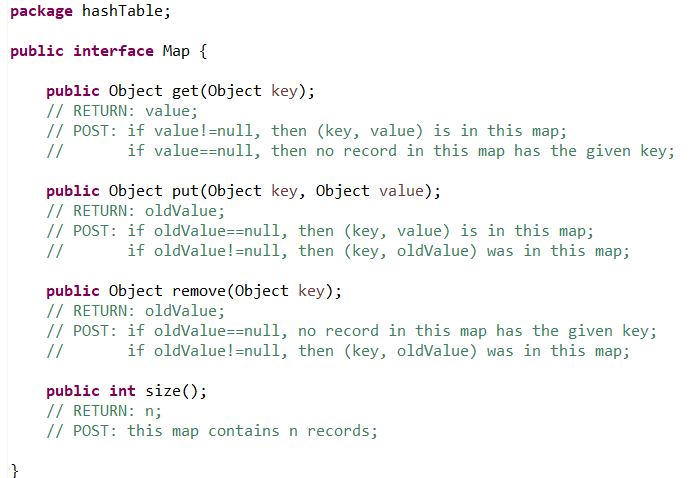 package hashTable;
public interface Map {
public Object get(Object key);
// RETURN: value;
// POST: if value!=null, then (key, value) is in this map;
//       if value==null, then no record in this map has the given key;
public Object put(Object key, Object value);
// RETURN: oldValue;
// POST: if oldValue==null, then (key, value) is in this map;
//       if oldValue!=null, then (key, oldValue) was in this map;
public Object remove(Object key);
// RETURN: oldValue;
// POST: if oldValue==null, no record in this map has the given key;
//       if oldValue!=null, then (key, oldValue) was in this map;
public int size();
// RETURN: n;
// POST: this map contains n records;
}